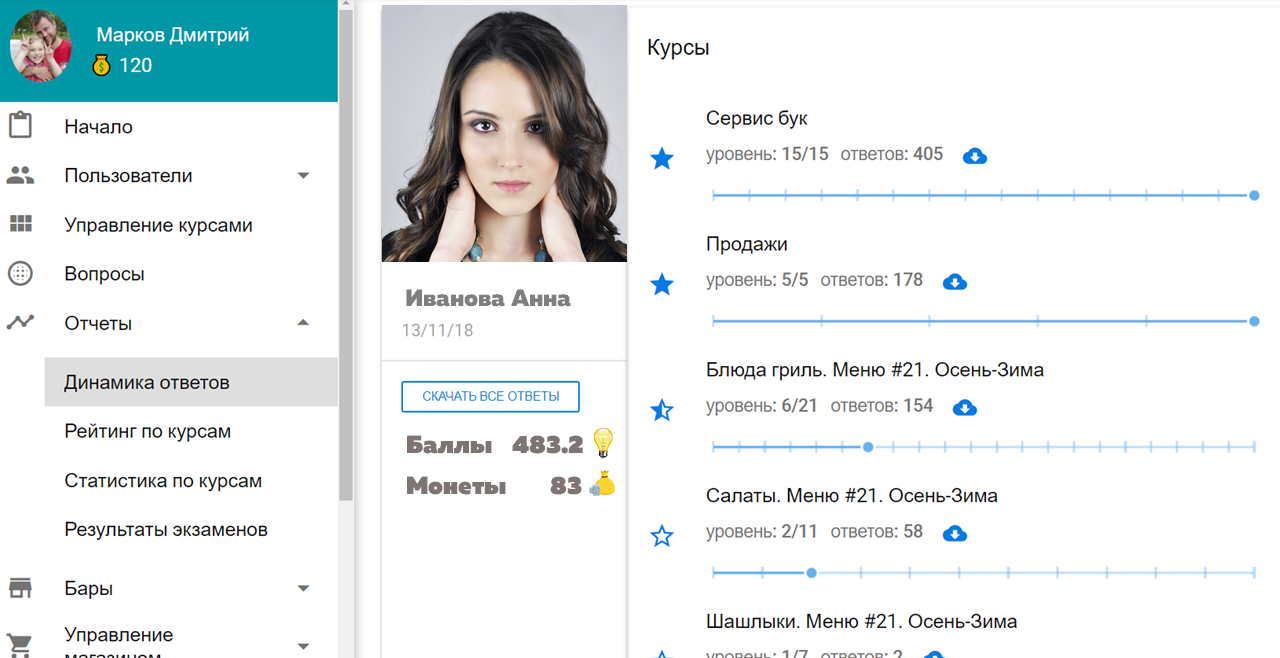 Марков Дмитрий
120
Начало
Пользователи
Управление курсами
Вопросы
Отчеты
Динамика ответов
Рейтинг по курсам
Статистика по курсам
Результаты экзаменов
Бары
Управление
магазином
Иванова Анна
13/11/18
СКАЧАТЬ ВСЕ ОТВЕТЫ
Баллы 483.2
Монеты 83
Курсы
Сервис бук
уровень: 15/15 ответов: 405
Продажи
уровень: 5/5 ответов: 178
Блюда гриль. Меню #21. Осень-Зима
уровень: 6/21 ответов: 154
Салаты. Меню #21. Осень-Зима
уровень: 2/11 ответов: 58
Шашлыки. Меню #21. Осень-Зима
уровень: 1/7 ответов: 2